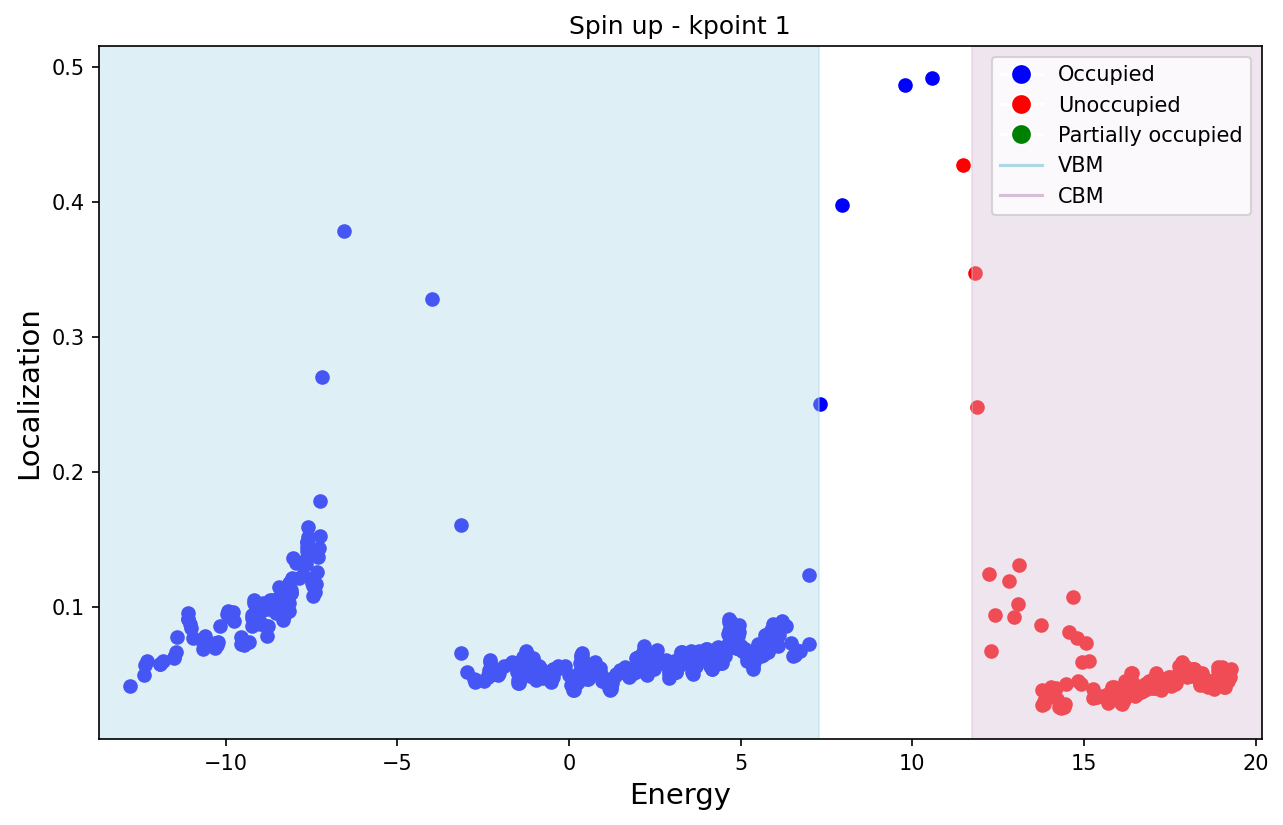 Spin up - kpoint 1
Localization
0.5
0.4
0.3
0.2
0.1
Occupied
Unoccupied
Partially occupied
VBM
CBM
−10
−5
0
5
10
15
20
Energy